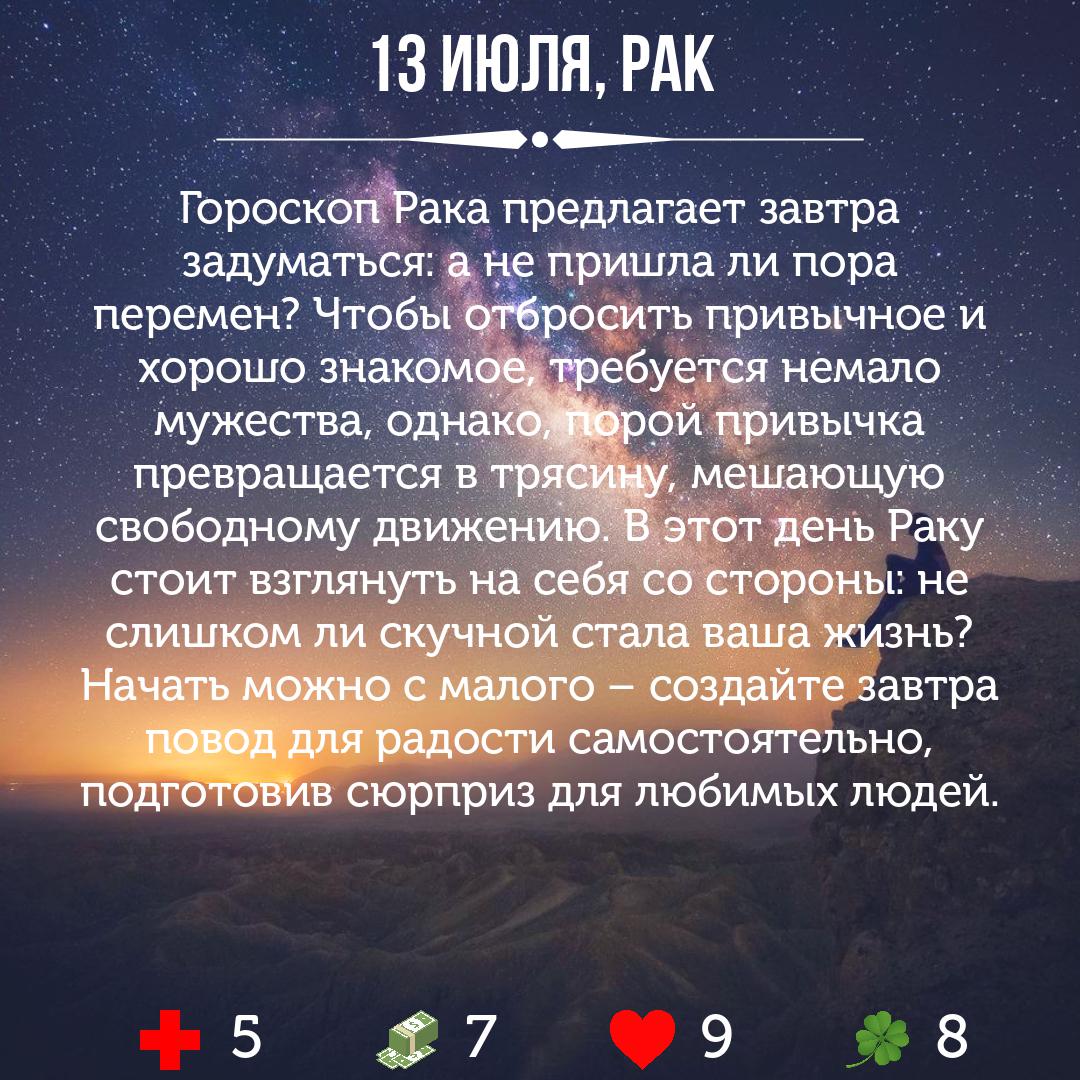 13 ИЮЛЯ, РАК
Гороскоп Рака предлагает завтра
задуматься: а не пришла ли пора
перемен? Чтобы отбросить привычное и
хорошо знакомое, требуется немало
мужества, однако, порой привычка
превращается в трясину, мешающую
свободному движению. В этот день Раку
стоит взглянуть на себя со стороны: не
слишком ли скучной стала ваша жизнь?
Начать можно с малого – создайте завтра
повод для радости самостоятельно,
подготовив сюрприз для любимых людей.
5 7 9 8